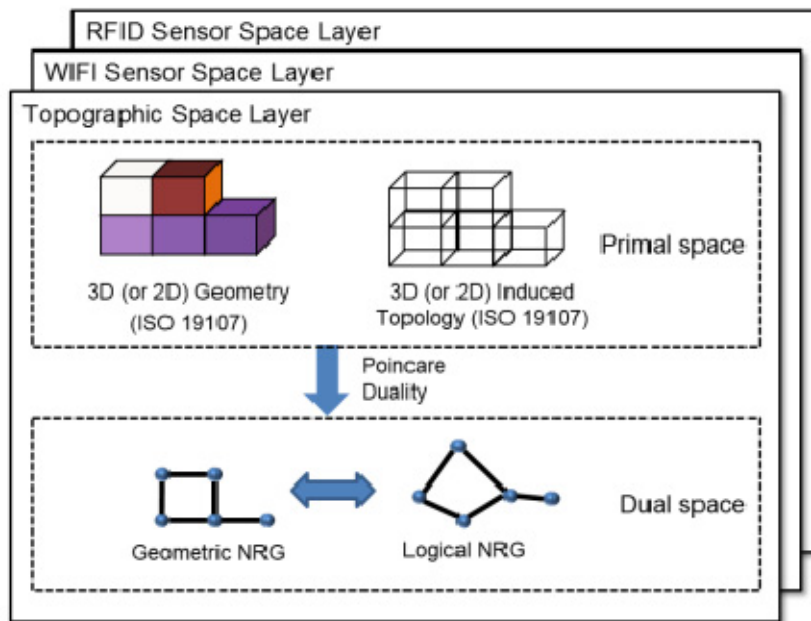 RFID Sensor Space Layer
WIFI Sensor Space Layer
Topographic Space Layer
3D (or 2D) Geometry
(ISO 19107)
3D (or 2D) Induced
Topology (ISO 19107)
Primal space
Poincare
Duality
Geometric NRG
Logical NRG
Dual space